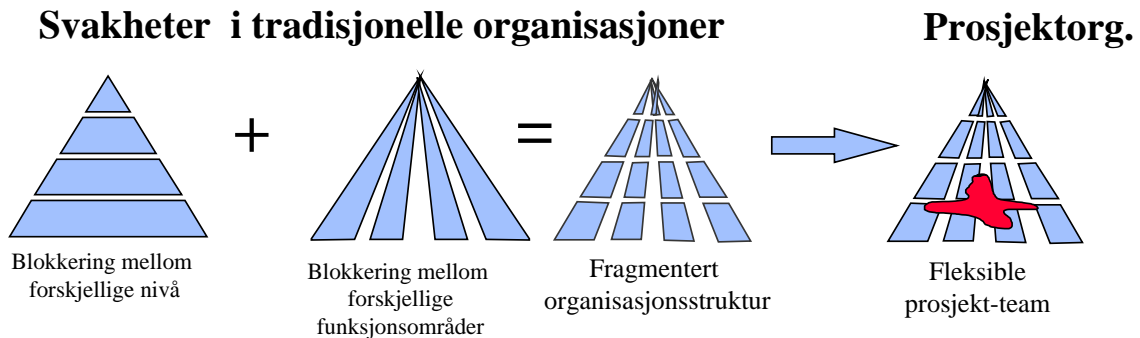 Svakheter i tradisjonelle organisasjoner
Prosjektorg.
+
=
Blokkering mellom
forskjellige nivå
Blokkering mellom
forskjellige
funksjonsområder
Fragmentert
organisasjonsstruktur
Fleksible
prosjekt-team